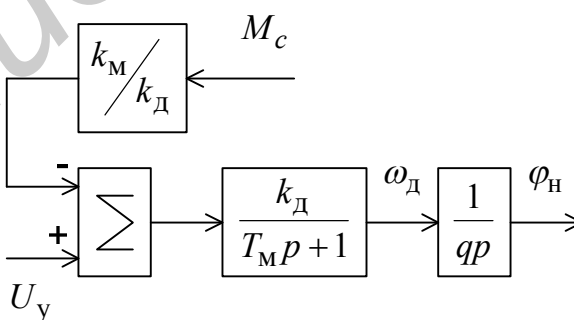 M_c
k_м / k_д
-
∑
k_д / (T_м p + 1)
ω_д
1 / (qp)
φ_н
+
U_у